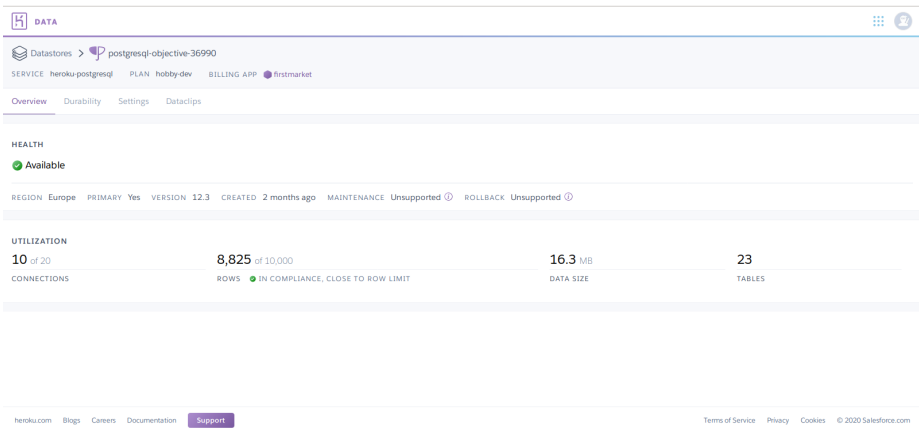 DATA
Datastores > postgresql-objective-36990
SERVICE heroku-postgresql PLAN hobby-dev BILLING APP firstmarket
Overview Durability Settings Dataclips
HEALTH
Available
REGION Europe PRIMARY Yes VERSION 12.3 CREATED 2 months ago MAINTENANCE Unsupported ROLLBACK Unsupported
UTILIZATION
10 of 20 8,825 of 10,000 16.3 MB 23
CONNECTIONS ROWS IN COMPLIANCE, CLOSE TO ROW LIMIT DATA SIZE TABLES
heroku.com Blogs Careers Documentation Support Terms of Service Privacy Cookies © 2020 Salesforce.com